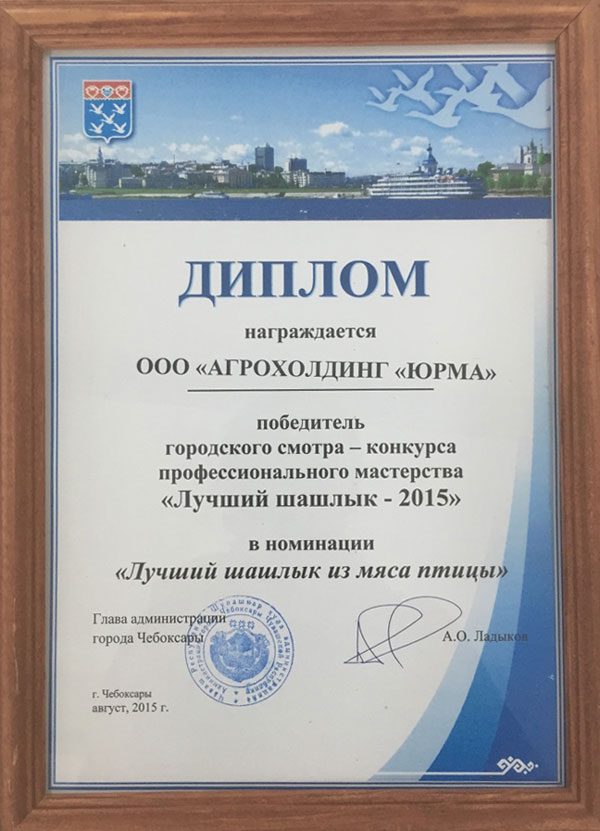 ДИПЛОМ
награждается
ООО «АГРОХОЛДИНГ «ЮРМА»
победитель
городского смотра – конкурса
профессионального мастерства
«Лучший шашлык - 2015»
в номинации
«Лучший шашлык из мяса птицы»
Глава администрации
города Чебоксары
А.О. Ладыков
г. Чебоксары
август, 2015 г.